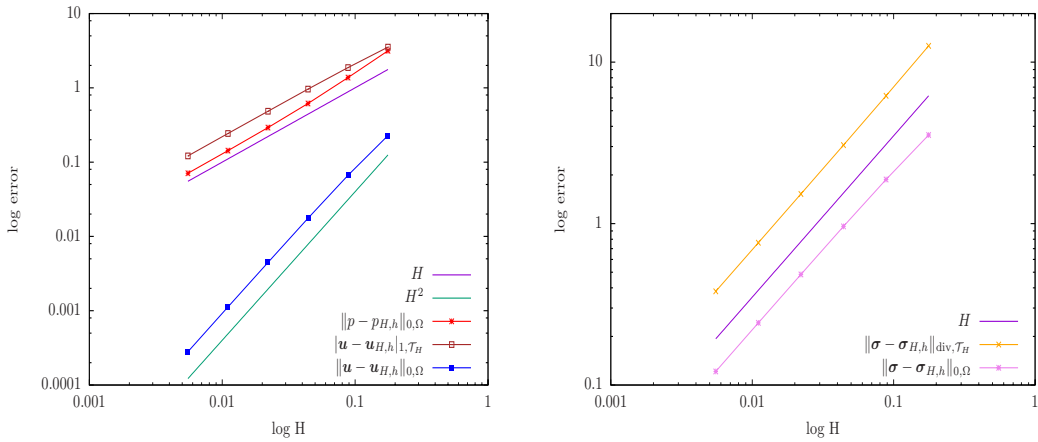 10
1
0.1
0.01
0.001
0.0001
0.001
0.01
0.1
1
log error
log H
H
H²
‖p − p_{H,h}‖_{0,Ω}
|u − u_{H,h}|_{1,𝒯_H}
‖u − u_{H,h}‖_{0,Ω}
10
1
0.1
0.001
0.01
0.1
1
log error
log H
H
‖σ − σ_{H,h}‖_{div,𝒯_H}
‖σ − σ_{H,h}‖_{0,Ω}